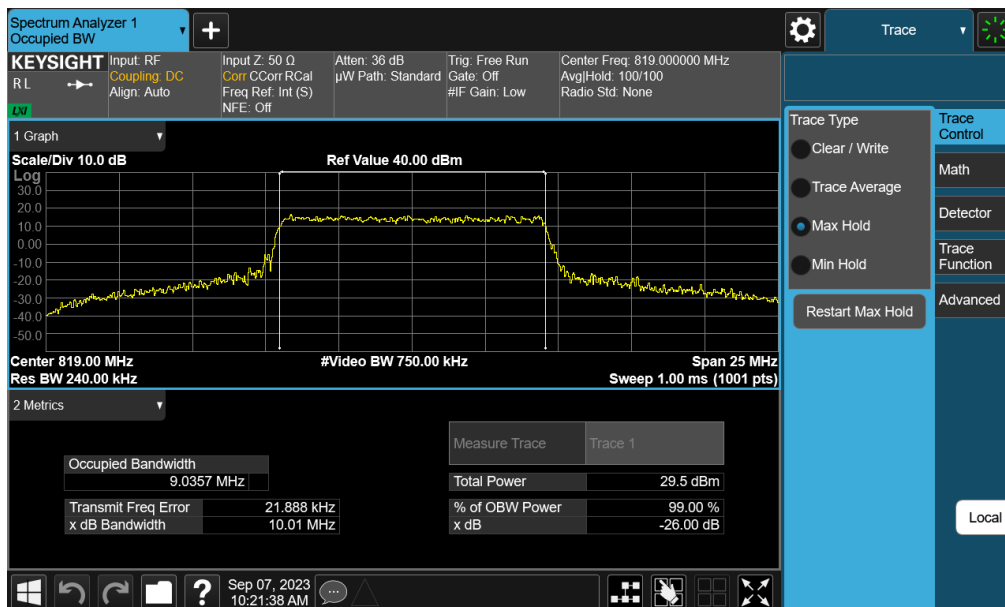 Spectrum Analyzer 1
Occupied BW
+
Trace
KEYSIGHT
R L
LXI
Input: RF
Coupling: DC
Align: Auto
Input Z: 50 Ω
Corr CCorr RCal
Freq Ref: Int (S)
NFE: Off
Atten: 36 dB
µW Path: Standard
Trig: Free Run
Gate: Off
#IF Gain: Low
Center Freq: 819.000000 MHz
Avg|Hold: 100/100
Radio Std: None
1 Graph
Scale/Div 10.0 dB
Ref Value 40.00 dBm
Log
30.0
20.0
10.0
0.00
-10.0
-20.0
-30.0
-40.0
-50.0
Center 819.00 MHz
#Video BW 750.00 kHz
Span 25 MHz
Res BW 240.00 kHz
Sweep 1.00 ms (1001 pts)
2 Metrics
Measure Trace
Trace 1
Occupied Bandwidth
9.0357 MHz
Total Power
29.5 dBm
Transmit Freq Error
21.888 kHz
% of OBW Power
99.00 %
x dB Bandwidth
10.01 MHz
x dB
-26.00 dB
Trace Type
Clear / Write
Trace Average
Max Hold
Min Hold
Restart Max Hold
Trace
Control
Math
Detector
Trace
Function
Advanced
Local
?
Sep 07, 2023
10:21:38 AM